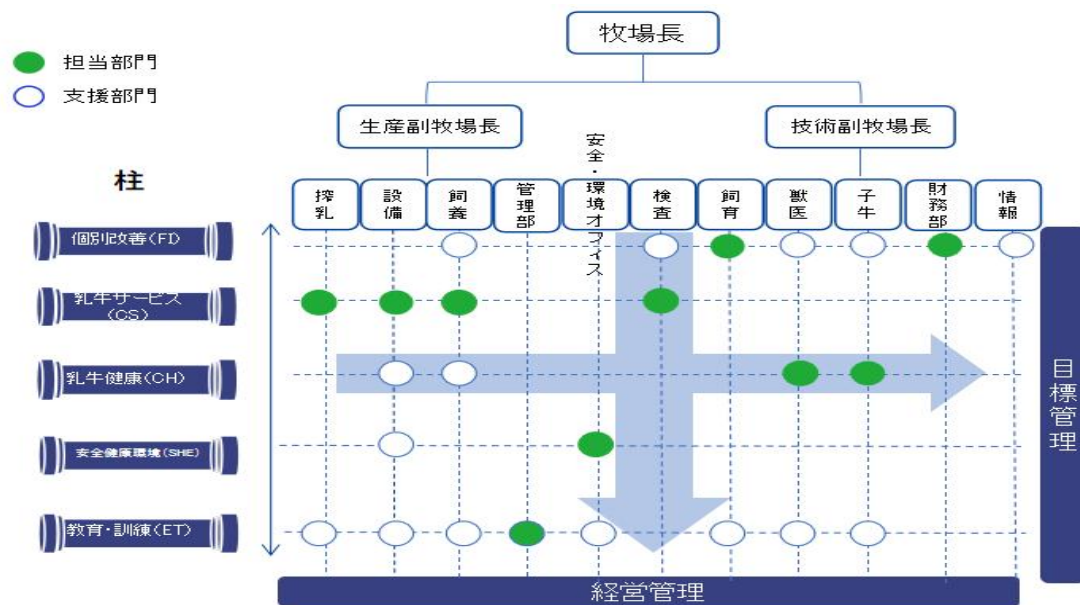 牧場長
担当部門
支援部門
生産副牧場長
技術副牧場長
柱
搾乳
設備
飼養
管理部
安全・環境オフィス
検査
飼育
獣医
子牛
財務部
情報
個別改善(FI)
乳牛サービス
(CS)
乳牛健康(CH)
安全健康環境(SHE)
教育・訓練(ET)
目標管理
経営管理